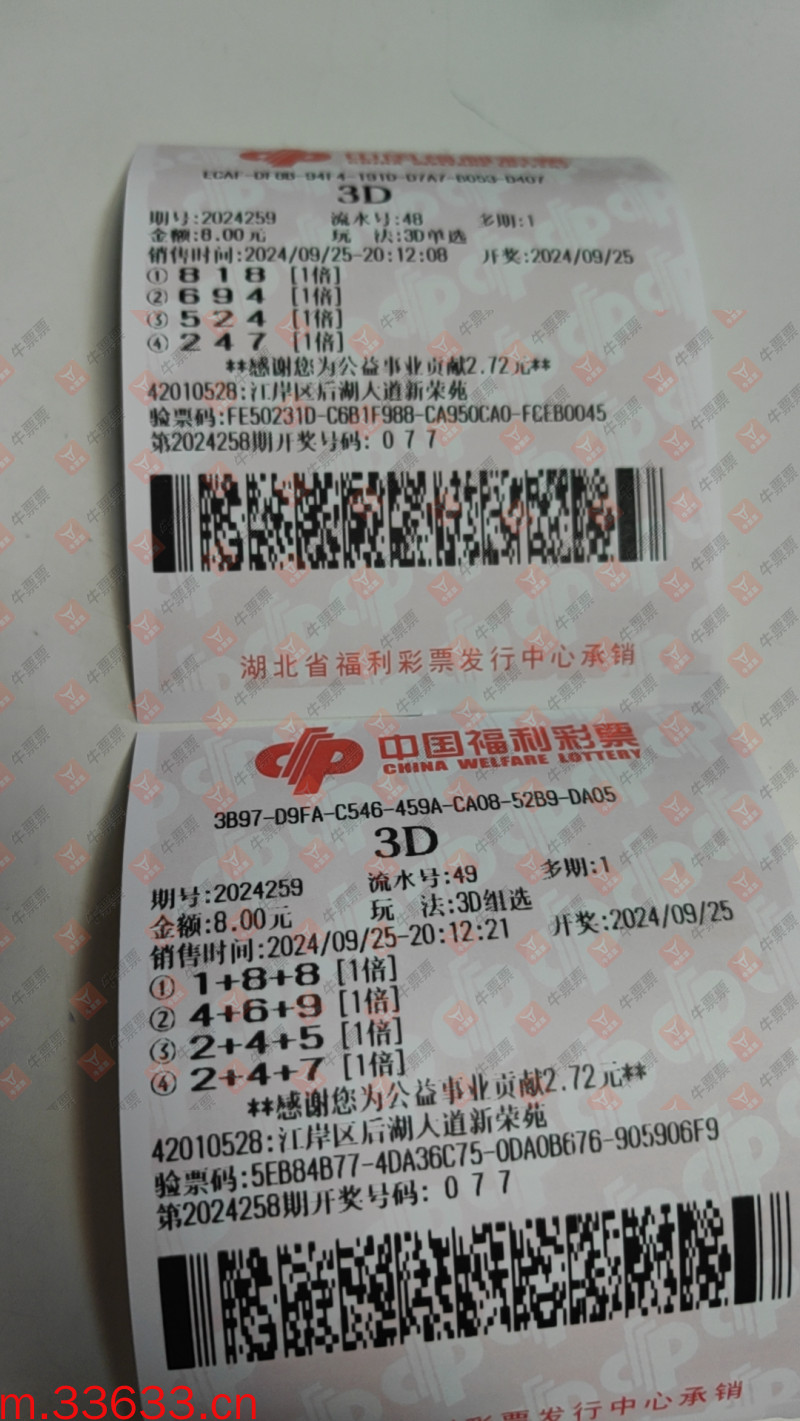 3D
期号:2024259 流水号:48 多期:1
金额:8.00元 玩 法:3D单选
销售时间:2024/09/25-20:12:08 开奖:2024/09/25
① 8 1 8 [1倍]
② 6 9 4 [1倍]
③ 5 2 4 [1倍]
④ 2 4 7 [1倍]
**感谢您为公益事业贡献2.72元**
42010528:江岸区后湖大道新荣苑
验票码:FE50231D-C6B1F988-CA950CA0-FCEB0045
第2024258期开奖号码: 0 7 7
湖北省福利彩票发行中心承销
中国福利彩票
CHINA WELFARE LOTTERY
3B97-D9FA-C546-459A-CA08-52B9-DA05
3D
期号:2024259 流水号:49 多期:1
金额:8.00元 玩 法:3D组选
销售时间:2024/09/25-20:12:21 开奖:2024/09/25
① 1+8+8 [1倍]
② 4+6+9 [1倍]
③ 2+4+5 [1倍]
④ 2+4+7 [1倍]
**感谢您为公益事业贡献2.72元**
42010528:江岸区后湖大道新荣苑
验票码:5EB84B77-4DA36C75-0DA0B676-905906F9
第2024258期开奖号码: 0 7 7
彩票发行中心承销
m.33633.cn
牛票票